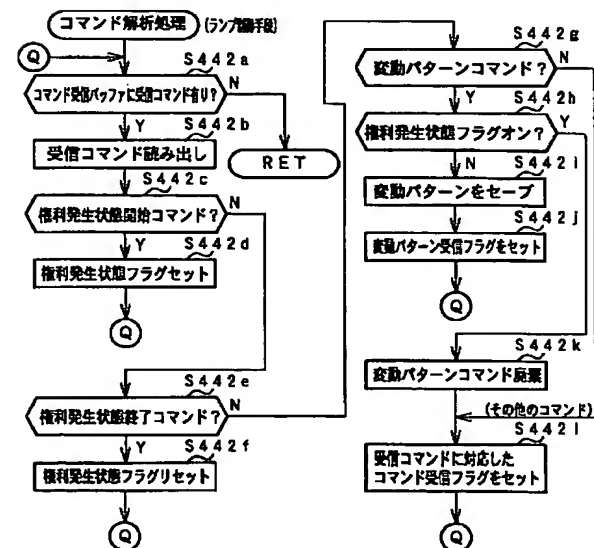 コマンド解析処理 (ランプ制御手段)
Q
S442a
コマンド受信バッファに受信コマンド有り?
N
Y
RET
S442b
受信コマンド読み出し
S442c
権利発生状態開始コマンド?
N
Y
S442d
権利発生状態フラグセット
Q
S442e
権利発生状態終了コマンド?
N
Y
S442f
権利発生状態フラグリセット
Q
S442g
変動パターンコマンド?
N
Y
S442h
権利発生状態フラグオン?
Y
N
S442i
変動パターンをセーブ
S442j
変動パターン受信フラグをセット
Q
S442k
変動パターンコマンド廃棄
(その他のコマンド)
S442l
受信コマンドに対応した
コマンド受信フラグをセット
Q